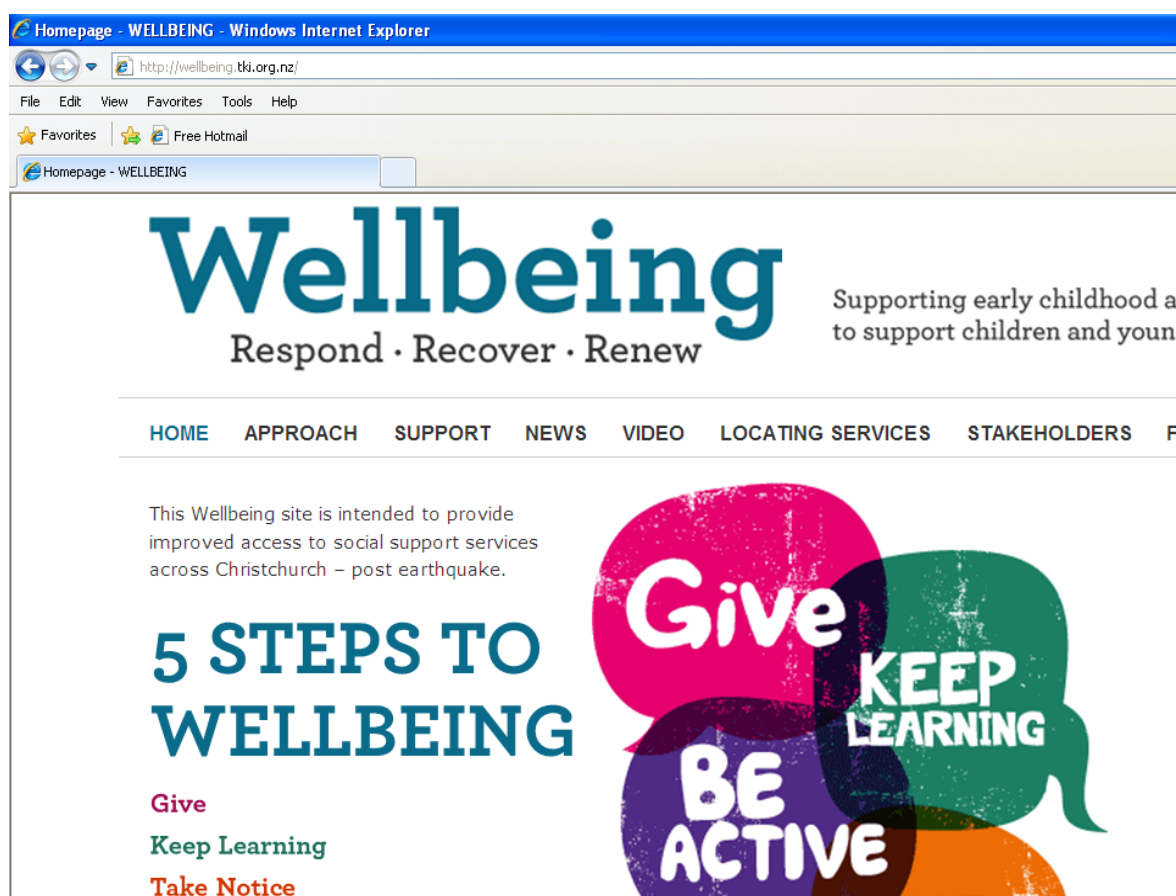 Homepage - WELLBEING - Windows Internet Explorer
http://wellbeing.tki.org.nz/
File Edit View Favorites Tools Help
Favorites Free Hotmail
Homepage - WELLBEING
Wellbeing
Respond · Recover · Renew
Supporting early childhood a
to support children and youn
HOME APPROACH SUPPORT NEWS VIDEO LOCATING SERVICES STAKEHOLDERS F
This Wellbeing site is intended to provide
improved access to social support services
across Christchurch – post earthquake.
5 STEPS TO
WELLBEING
Give
Keep Learning
Take Notice
Give
KEEP
LEARNING
BE
ACTIVE